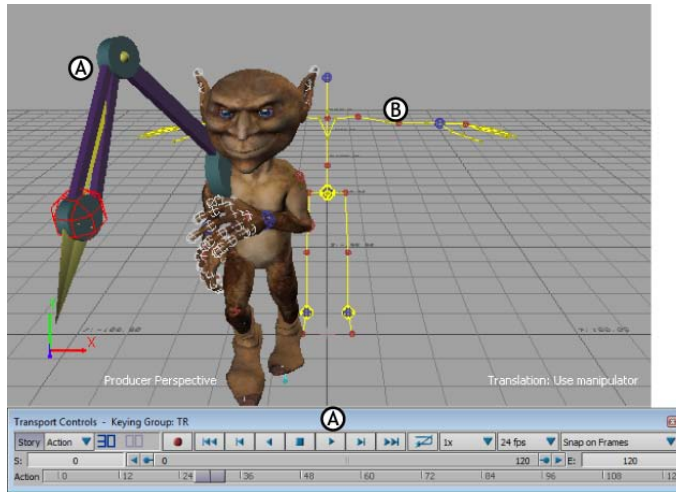 A
B
Producer Perspective
Translation: Use manipulator
A
Transport Controls - Keying Group: TR
Story Action 1x 24 fps Snap on Frames
S: 0 0 120 E: 120
Action 0 12 24 36 48 60 72 84 96 108